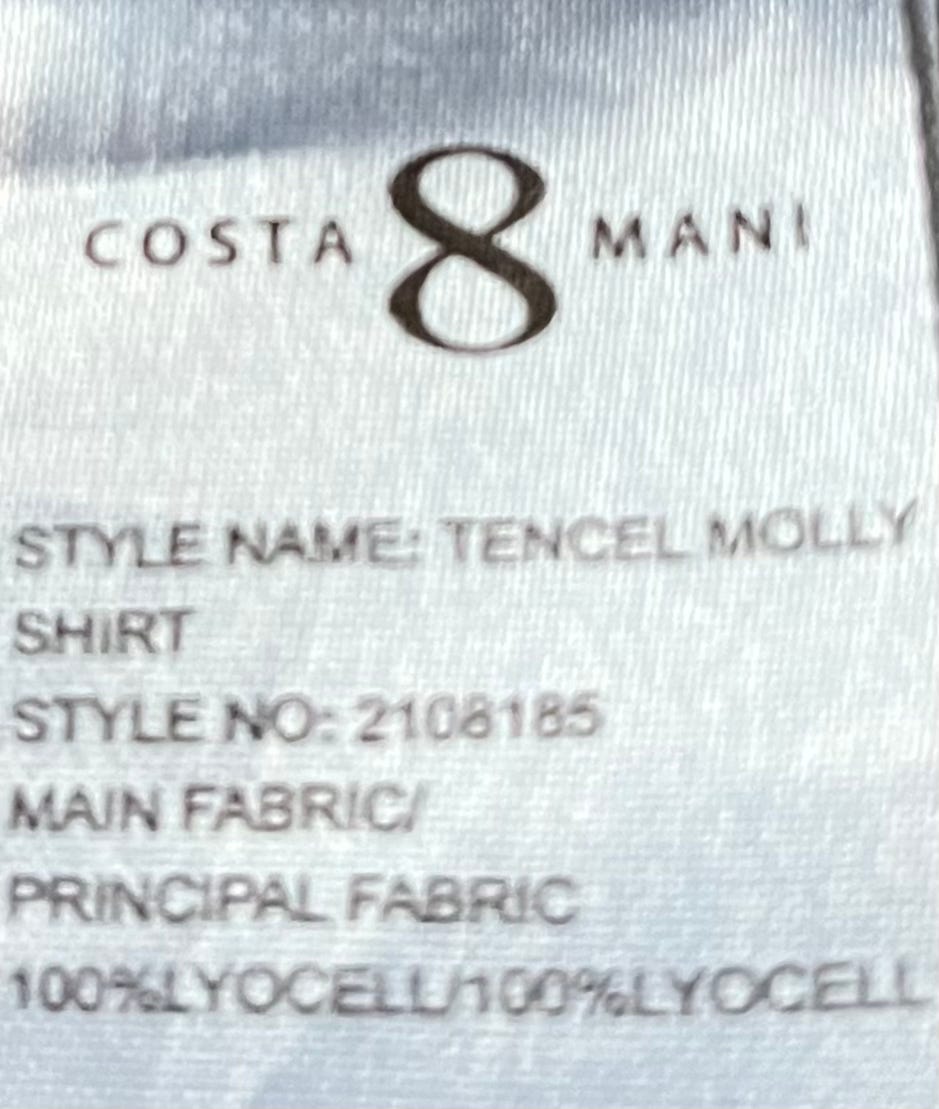 COSTA 8 MANI
STYLE NAME: TENCEL MOLLY
SHIRT
STYLE NO: 2108185
MAIN FABRIC/
PRINCIPAL FABRIC
100%LYOCELL/100%LYOCELL